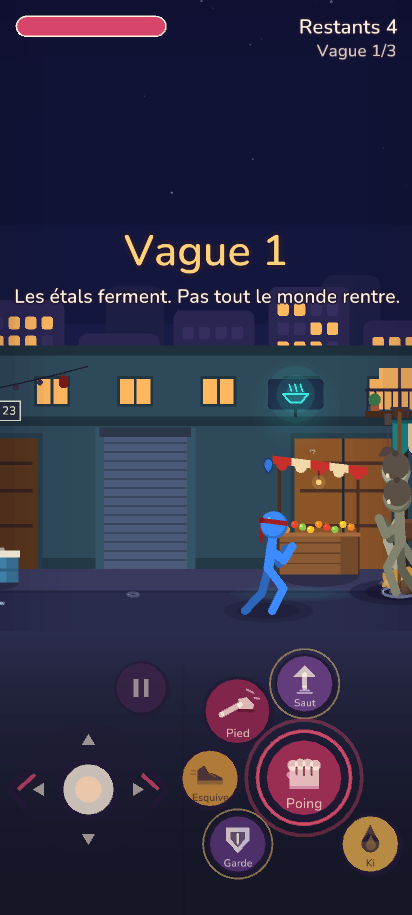 Restants 4
Vague 1/3
Vague 1
Les étals ferment. Pas tout le monde rentre.
23
Saut
Pied
Esquive
Poing
Garde
Ki